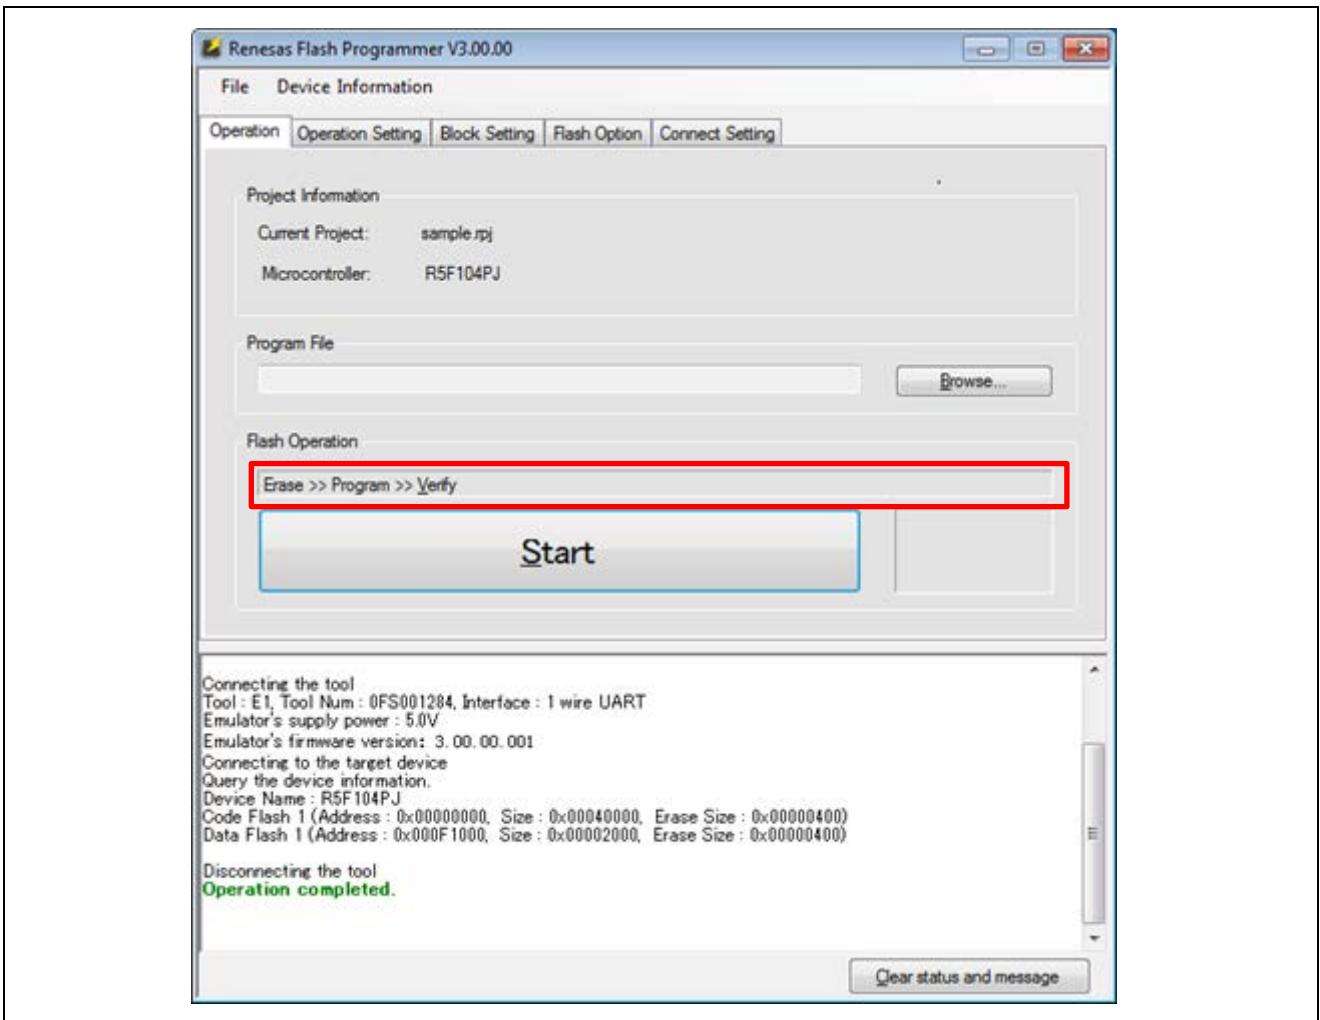 Renesas Flash Programmer V3.00.00
File Device Information
Operation Operation Setting Block Setting Flash Option Connect Setting
Project Information
Current Project: sample.rpj
Microcontroller: R5F104PJ
Program File
Browse...
Flash Operation
Erase >> Program >> Verify
Start
Connecting the tool
Tool : E1, Tool Num : 0FS001284, Interface : 1 wire UART
Emulator's supply power : 5.0V
Emulator's firmware version: 3.00.00.001
Connecting to the target device
Query the device information.
Device Name : R5F104PJ
Code Flash 1 (Address : 0x00000000, Size : 0x00040000, Erase Size : 0x00000400)
Data Flash 1 (Address : 0x000F1000, Size : 0x00002000, Erase Size : 0x00000400)
Disconnecting the tool
Operation completed.
Clear status and message